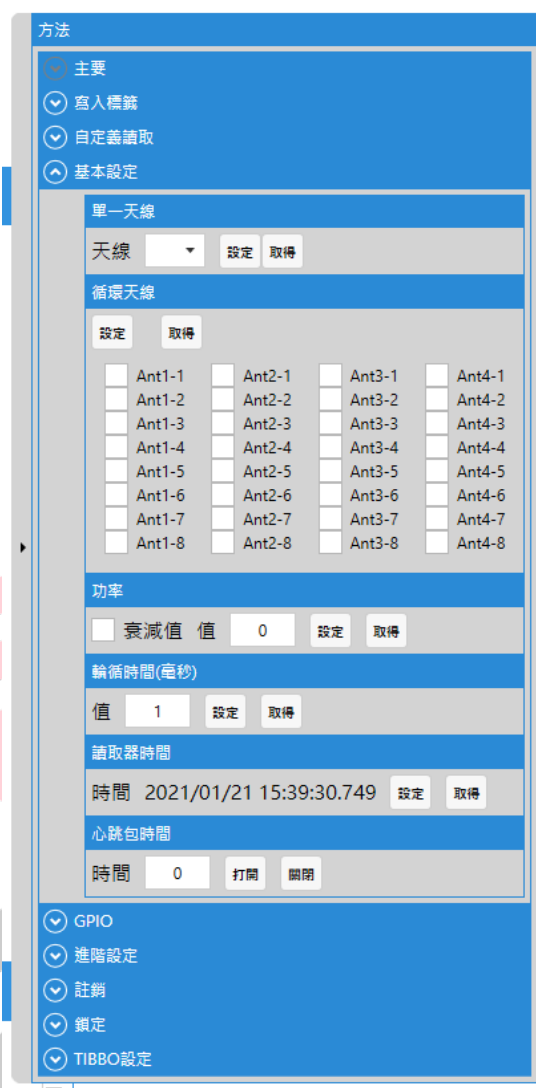 方法
主要
寫入標籤
自定義讀取
基本設定
單一天線
天線 設定 取得
循環天線
設定 取得
Ant1-1 Ant2-1 Ant3-1 Ant4-1
Ant1-2 Ant2-2 Ant3-2 Ant4-2
Ant1-3 Ant2-3 Ant3-3 Ant4-3
Ant1-4 Ant2-4 Ant3-4 Ant4-4
Ant1-5 Ant2-5 Ant3-5 Ant4-5
Ant1-6 Ant2-6 Ant3-6 Ant4-6
Ant1-7 Ant2-7 Ant3-7 Ant4-7
Ant1-8 Ant2-8 Ant3-8 Ant4-8
功率
衰減值 值 0 設定 取得
輪循時間(毫秒)
值 1 設定 取得
讀取器時間
時間 2021/01/21 15:39:30.749 設定 取得
心跳包時間
時間 0 打開 關閉
GPIO
進階設定
註銷
鎖定
TIBBO設定